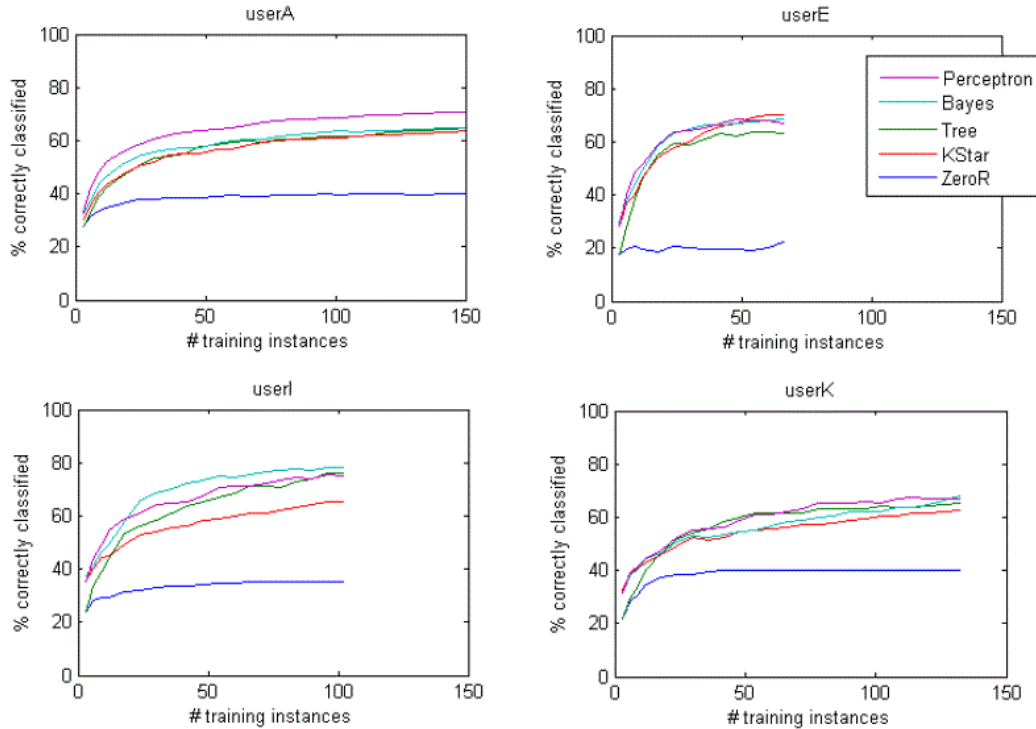 userA
100
80
60
40
20
0
% correctly classified
0 50 100 150
# training instances
userE
100
80
60
40
20
0
% correctly classified
0 50 100 150
# training instances
Perceptron
Bayes
Tree
KStar
ZeroR
userI
100
80
60
40
20
0
% correctly classified
0 50 100 150
# training instances
userK
100
80
60
40
20
0
% correctly classified
0 50 100 150
# training instances